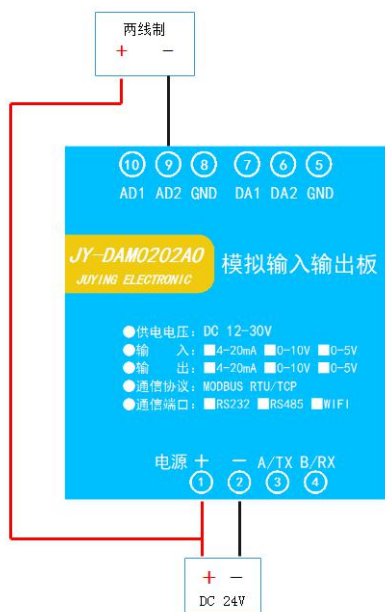 两线制
+ −
⑩ ⑨ ⑧ ⑦ ⑥ ⑤
AD1 AD2 GND DA1 DA2 GND
JY-DAM0202AO 模拟输入输出板
JUYING ELECTRONIC
●供电电压：DC 12-30V
●输 入：■4-20mA ■0-10V ■0-5V
●输 出：■4-20mA ■0-10V ■0-5V
●通信协议：MODBUS RTU/TCP
●通信端口：■RS232 ■RS485 ■WIFI
电源 + − A/TX B/RX
① ② ③ ④
+ −
DC 24V